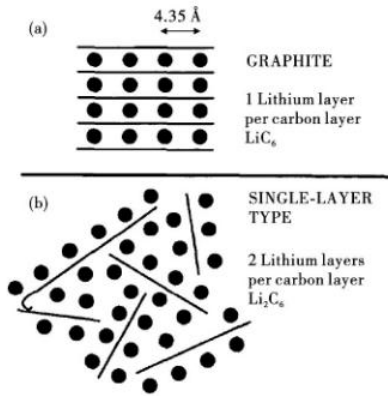 4.35 Å
(a)
GRAPHITE
1 Lithium layer
per carbon layer
LiC₆
(b)
SINGLE-LAYER
TYPE
2 Lithium layers
per carbon layer
Li₂C₆